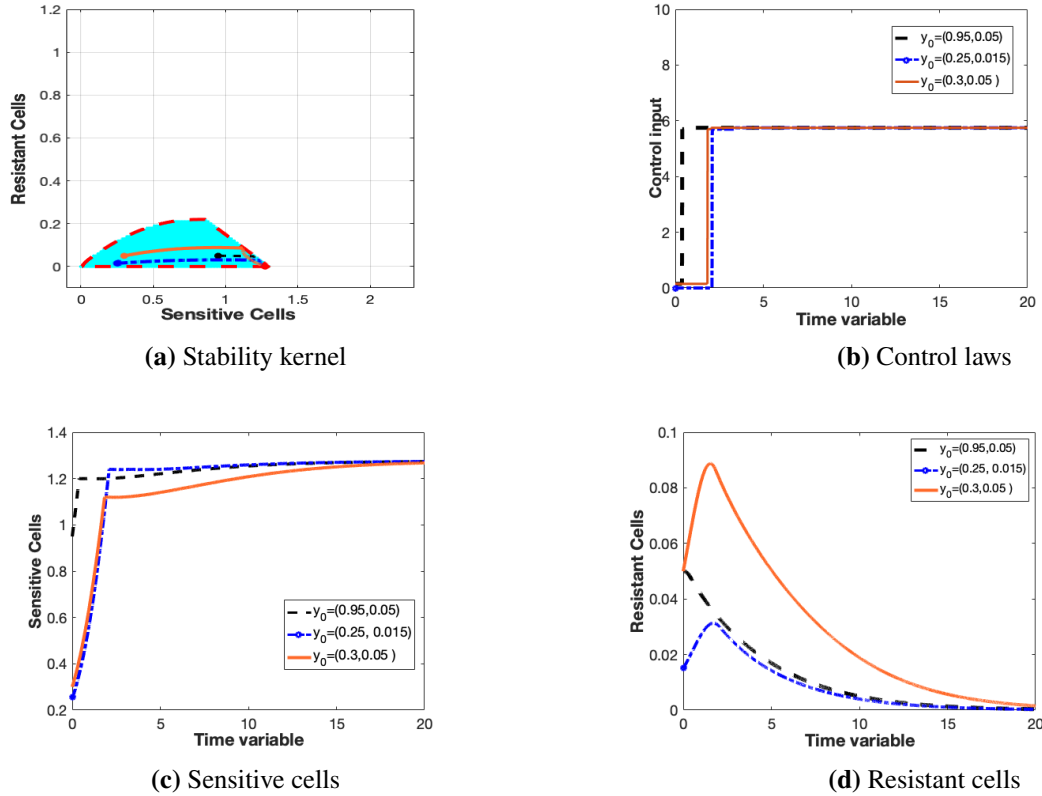 1.2
1
0.8
0.6
0.4
0.2
0
Resistant Cells
0 0.5 1 1.5 2
Sensitive Cells
(a) Stability kernel
10
8
6
4
2
0
Control input
y0=(0.95,0.05)
y0=(0.25,0.015)
y0=(0.3,0.05 )
0 5 10 15 20
Time variable
(b) Control laws
1.4
1.2
1
0.8
0.6
0.4
0.2
Sensitive Cells
y0=(0.95,0.05)
y0=(0.25, 0.015)
y0=(0.3,0.05 )
0 5 10 15 20
Time variable
(c) Sensitive cells
0.1
0.08
0.06
0.04
0.02
0
Resistant Cells
y0=(0.95,0.05)
y0=(0.25, 0.015)
y0=(0.3,0.05 )
0 5 10 15 20
Time variable
(d) Resistant cells